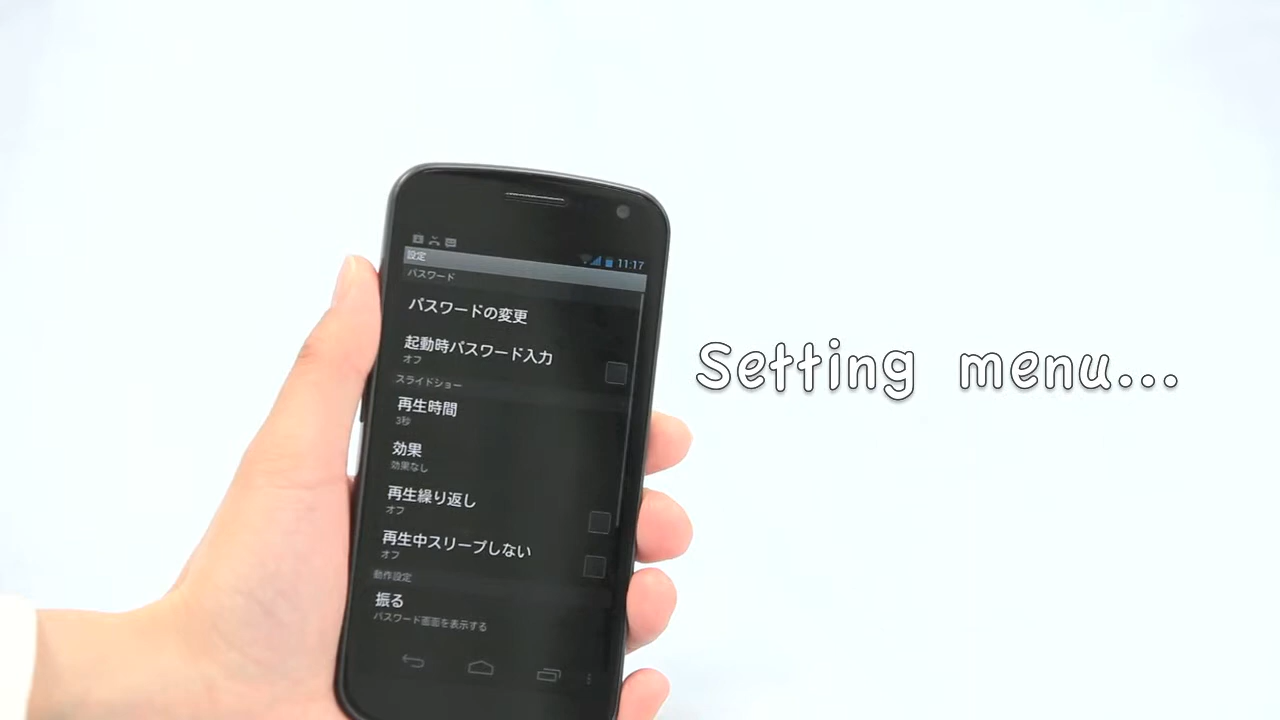 11:17
設定
パスワード
パスワードの変更
起動時パスワード入力
オフ
スライドショー
再生時間
3秒
効果
効果なし
再生繰り返し
オフ
再生中スリープしない
オフ
動作設定
振る
パスワード画面を表示する
Setting menu...